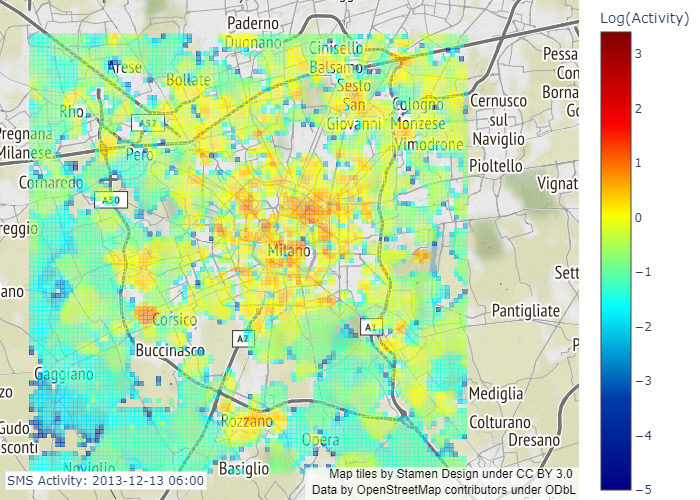 Log(Activity)
Paderno
Dugnano
Cinisello
Balsamo
Arese
Bollate
Sesto
San
Giovanni
Rho
A52
Cologno
Monzese
Vimodrone
Cernusco
sul
Naviglio
Pioltello
Pessa
Con
Borna
Go
Pregnana
Milanese
Pero
Cornaredo
A50
Vignat
reggio
Milano
Sett
ano
Pantigliate
Corsico
A7
A1
P
Buccinasco
Gaggiano
zo
Mediglia
Gudo
sconti
Rozzano
Opera
Colturano
Dresano
Noviglio
Basiglio
SMS Activity: 2013-12-13 06:00
Map tiles by Stamen Design under CC BY 3.0
Data by OpenStreetMap contributors under ODbL
3
2
1
0
−1
−2
−3
−4
−5